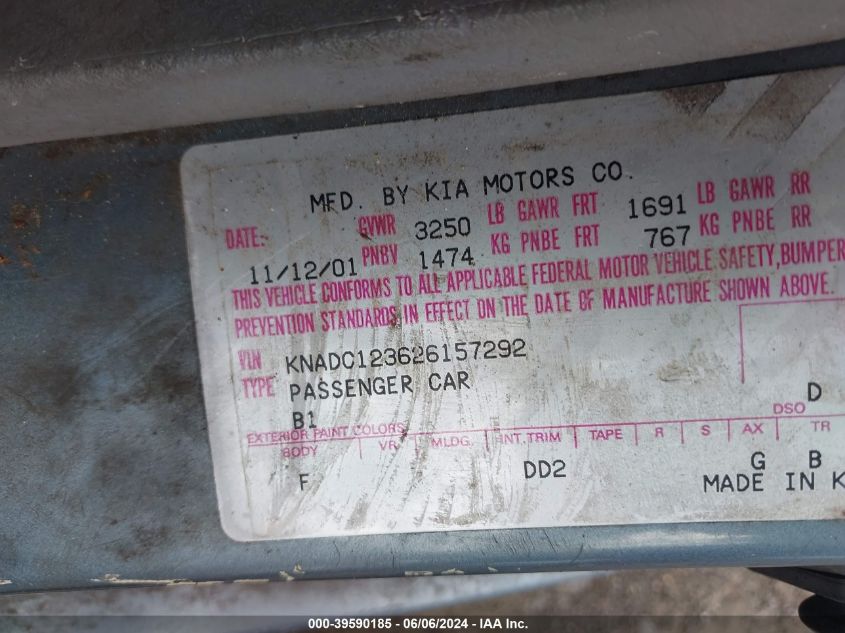 MFD. BY KIA MOTORS CO.
DATE: GVWR 3250 LB GAWR FRT 1691 LB GAWR RR
11/12/01 PNBV 1474 KG PNBE FRT 767 KG PNBE RR
THIS VEHICLE CONFORMS TO ALL APPLICABLE FEDERAL MOTOR VEHICLE SAFETY,BUMPER
PREVENTION STANDARDS IN EFFECT ON THE DATE OF MANUFACTURE SHOWN ABOVE.
VIN KNADC123626157292
TYPE PASSENGER CAR
B1 D
EXTERIOR PAINT COLORS DSO
BODY VR MLDG. INT.TRIM TAPE R S AX TR
F DD2 G B
MADE IN K
000-39590185 - 06/06/2024 - IAA Inc.